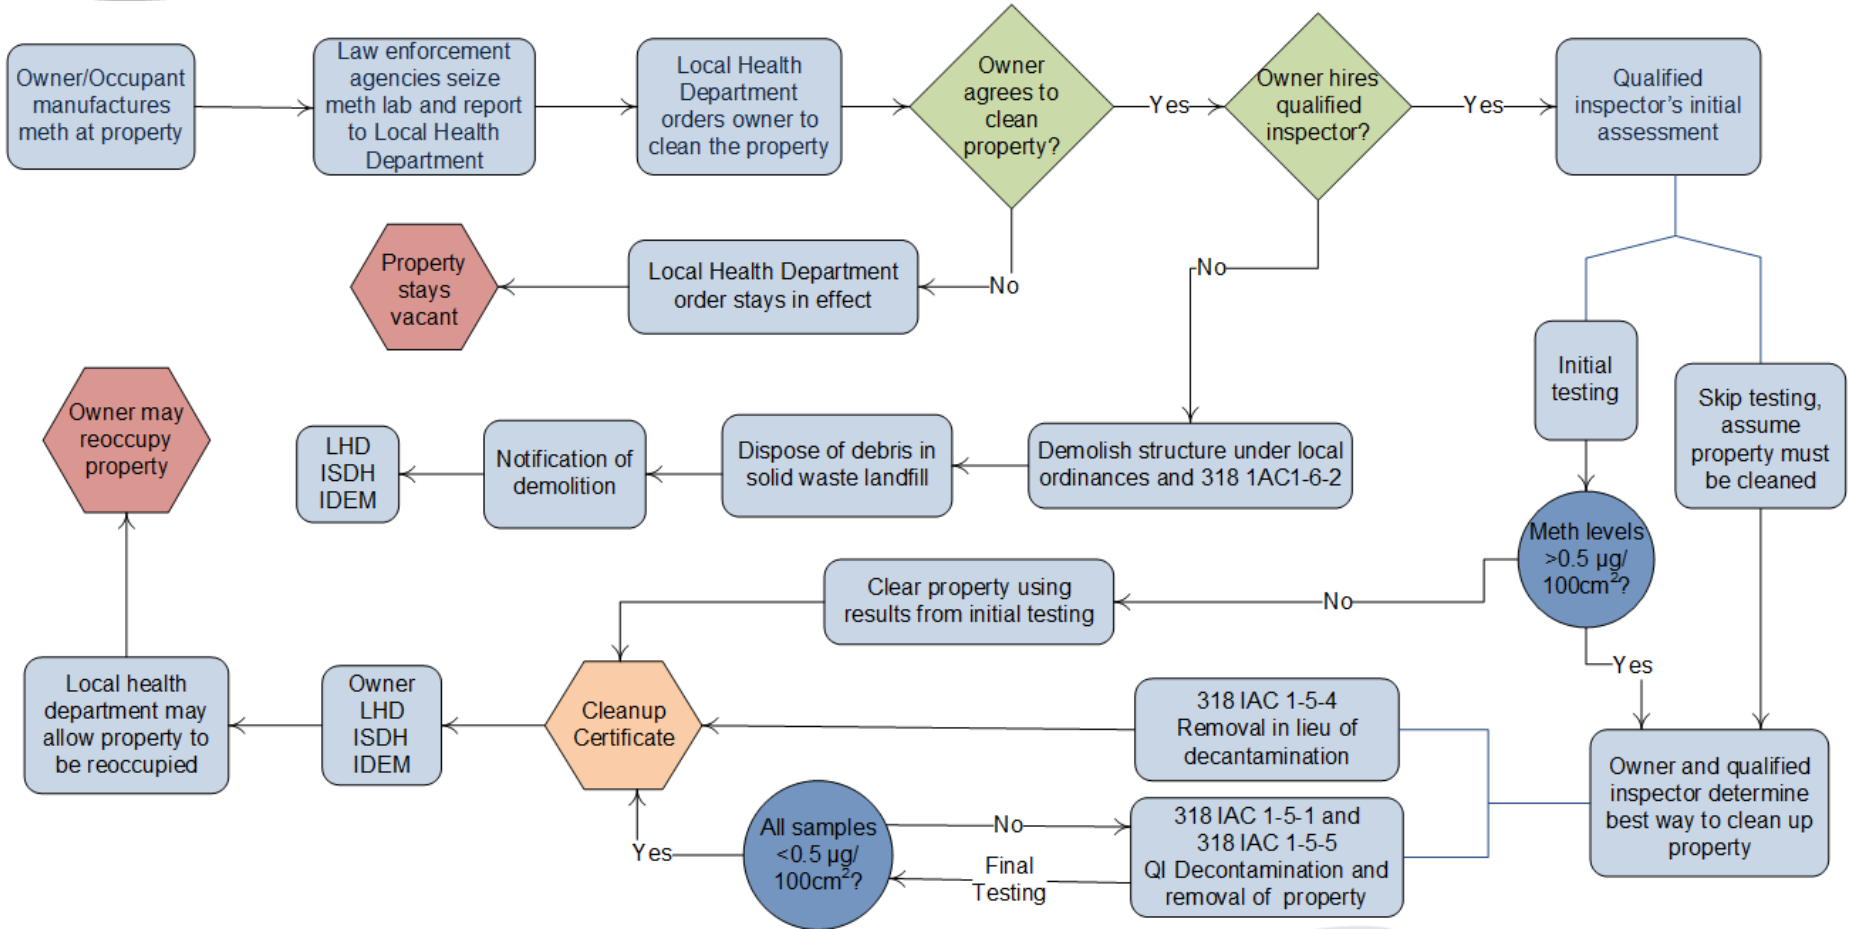 Owner/Occupant
manufactures
meth at property
Law enforcement
agencies seize
meth lab and report
to Local Health
Department
Local Health
Department
orders owner to
clean the property
Owner
agrees to
clean
property?
Yes
Owner hires
qualified
inspector?
Yes
Qualified
inspector's initial
assessment
No
Local Health Department
order stays in effect
Property
stays
vacant
No
Initial
testing
Skip testing,
assume
property must
be cleaned
Owner may
reoccupy
property
LHD
ISDH
IDEM
Notification of
demolition
Dispose of debris in
solid waste landfill
Demolish structure under local
ordinances and 318 1AC1-6-2
Meth levels
>0.5 µg/
100cm²?
Clear property using
results from initial testing
No
Yes
Local health
department may
allow property to
be reoccupied
Owner
LHD
ISDH
IDEM
Cleanup
Certificate
318 IAC 1-5-4
Removal in lieu of
decantamination
Owner and qualified
inspector determine
best way to clean up
property
Yes
All samples
<0.5 µg/
100cm²?
No
Final
Testing
318 IAC 1-5-1 and
318 IAC 1-5-5
QI Decontamination and
removal of property